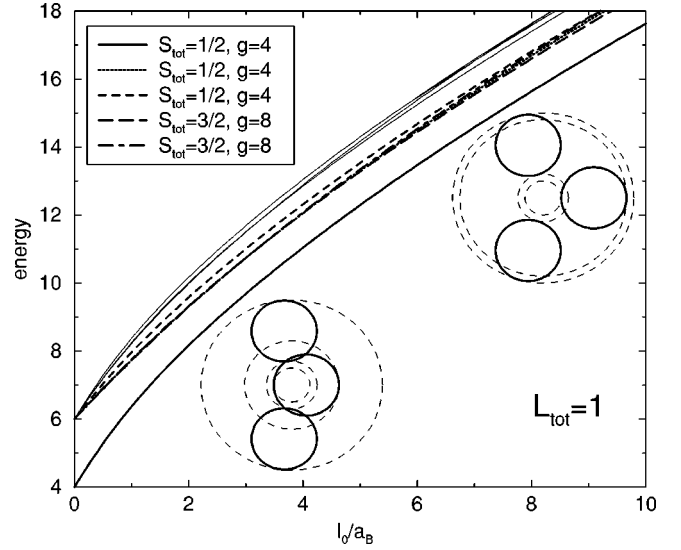 18
16
14
12
10
8
6
4
energy
S_tot=1/2, g=4
S_tot=1/2, g=4
S_tot=1/2, g=4
S_tot=3/2, g=8
S_tot=3/2, g=8
L_tot=1
0
2
4
6
8
10
l_0/a_B